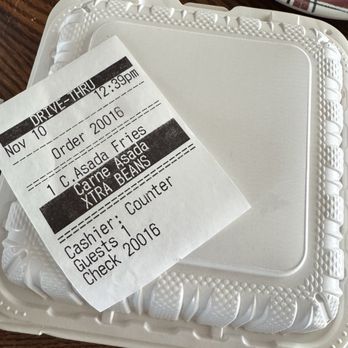 DRIVE-THRU
Nov 10 12:39pm
Order 20016
1 C.Asada Fries
Carne Asada
XTRA BEANS
Cashier: Counter
Guests 1
Check 20016